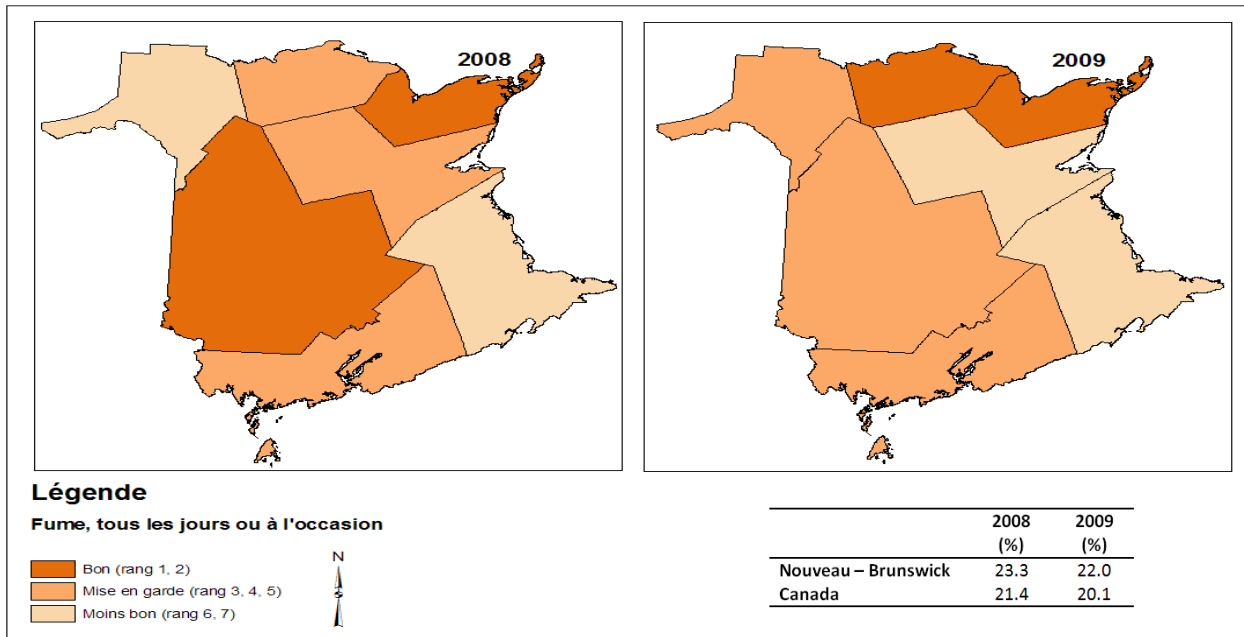 2008
2009
Légende
Fume, tous les jours ou à l'occasion
Bon (rang 1, 2)
Mise en garde (rang 3, 4, 5)
Moins bon (rang 6, 7)
N
S
2008 2009
(%) (%)
Nouveau – Brunswick 23.3 22.0
Canada 21.4 20.1